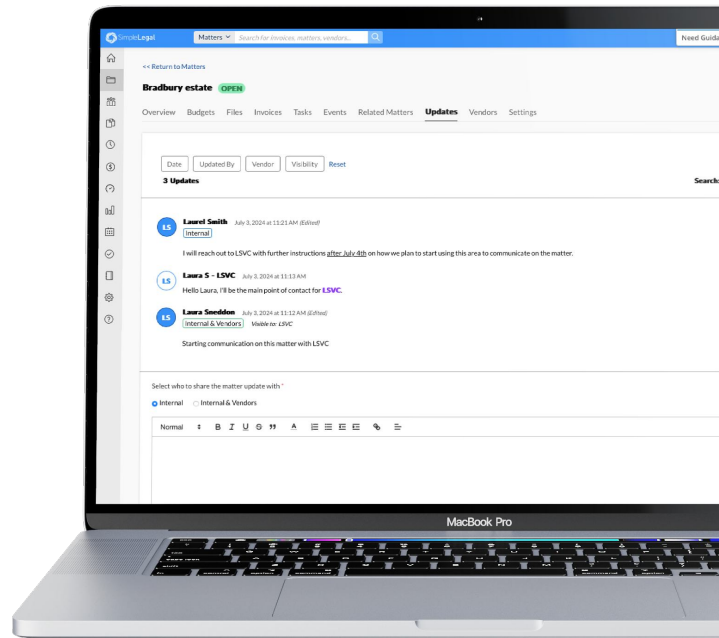 SimpleLegal Matters Search for invoices, matters, vendors... Need Guida
<< Return to Matters
Bradbury estate OPEN
Overview Budgets Files Invoices Tasks Events Related Matters Updates Vendors Settings
Date Updated By Vendor Visibility Reset
3 Updates Search:
LS Laurel Smith July 3, 2024 at 11:21 AM (Edited)
Internal
I will reach out to LSVC with further instructions after July 4th on how we plan to start using this area to communicate on the matter.
LS Laura S - LSVC July 3, 2024 at 11:13 AM
Hello Laura, I'll be the main point of contact for LSVC.
LS Laura Sneddon July 3, 2024 at 11:12 AM (Edited)
Internal & Vendors Visible to: LSVC
Starting communication on this matter with LSVC
Select who to share the matter update with *
Internal Internal & Vendors
Normal B I U S A
MacBook Pro